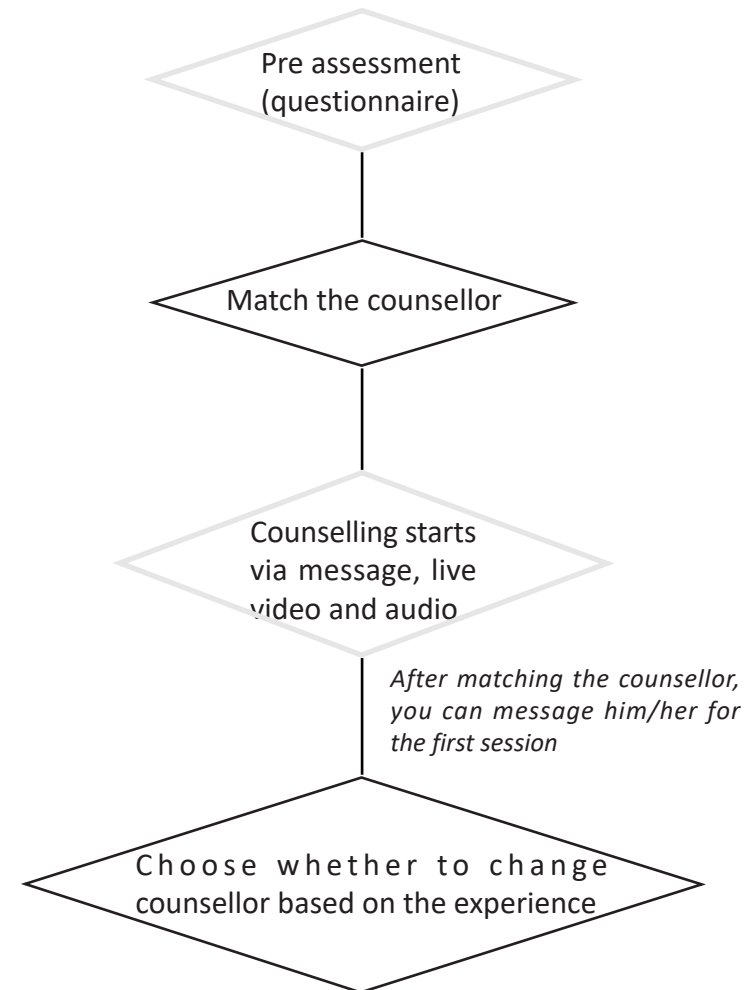 Pre assessment
(questionnaire)
Match the counsellor
Counselling starts
via message, live
video and audio
After matching the counsellor,
you can message him/her for
the first session
Choose whether to change
counsellor based on the experience